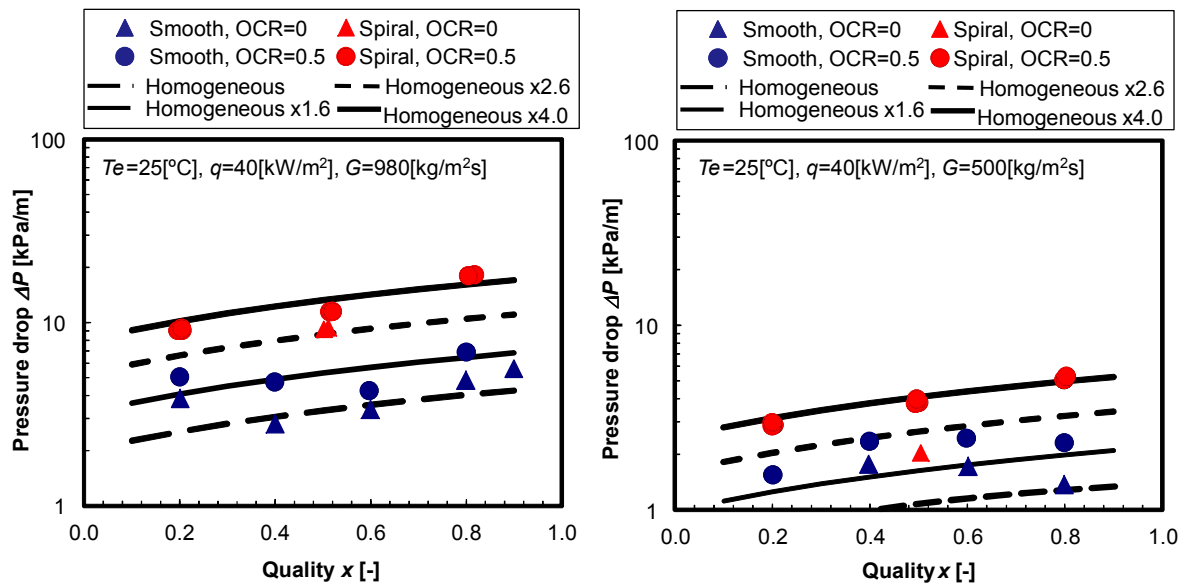 Smooth, OCR=0 Spiral, OCR=0
Smooth, OCR=0.5 Spiral, OCR=0.5
Homogeneous Homogeneous x2.6
Homogeneous x1.6 Homogeneous x4.0
100
10
1
Pressure drop ΔP [kPa/m]
Te=25[ºC], q=40[kW/m²], G=980[kg/m²s]
0.0 0.2 0.4 0.6 0.8 1.0
Quality x [-]
Smooth, OCR=0 Spiral, OCR=0
Smooth, OCR=0.5 Spiral, OCR=0.5
Homogeneous Homogeneous x2.6
Homogeneous x1.6 Homogeneous x4.0
100
10
1
Pressure drop ΔP [kPa/m]
Te=25[ºC], q=40[kW/m²], G=500[kg/m²s]
0.0 0.2 0.4 0.6 0.8 1.0
Quality x [-]